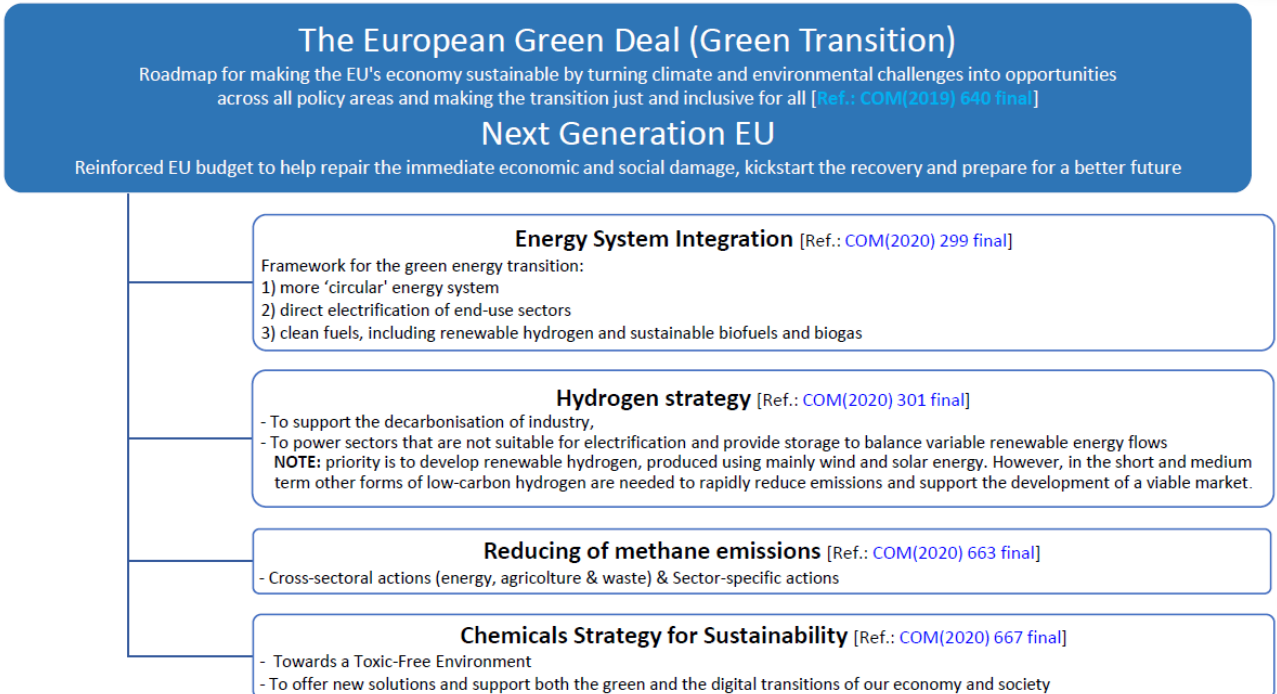 The European Green Deal (Green Transition)
Roadmap for making the EU's economy sustainable by turning climate and environmental challenges into opportunities
across all policy areas and making the transition just and inclusive for all [Ref.: COM(2019) 640 final]
Next Generation EU
Reinforced EU budget to help repair the immediate economic and social damage, kickstart the recovery and prepare for a better future
Energy System Integration [Ref.: COM(2020) 299 final]
Framework for the green energy transition:
1) more ‘circular' energy system
2) direct electrification of end-use sectors
3) clean fuels, including renewable hydrogen and sustainable biofuels and biogas
Hydrogen strategy [Ref.: COM(2020) 301 final]
- To support the decarbonisation of industry,
- To power sectors that are not suitable for electrification and provide storage to balance variable renewable energy flows
NOTE: priority is to develop renewable hydrogen, produced using mainly wind and solar energy. However, in the short and medium
term other forms of low-carbon hydrogen are needed to rapidly reduce emissions and support the development of a viable market.
Reducing of methane emissions [Ref.: COM(2020) 663 final]
- Cross-sectoral actions (energy, agricolture & waste) & Sector-specific actions
Chemicals Strategy for Sustainability [Ref.: COM(2020) 667 final]
- Towards a Toxic-Free Environment
- To offer new solutions and support both the green and the digital transitions of our economy and society